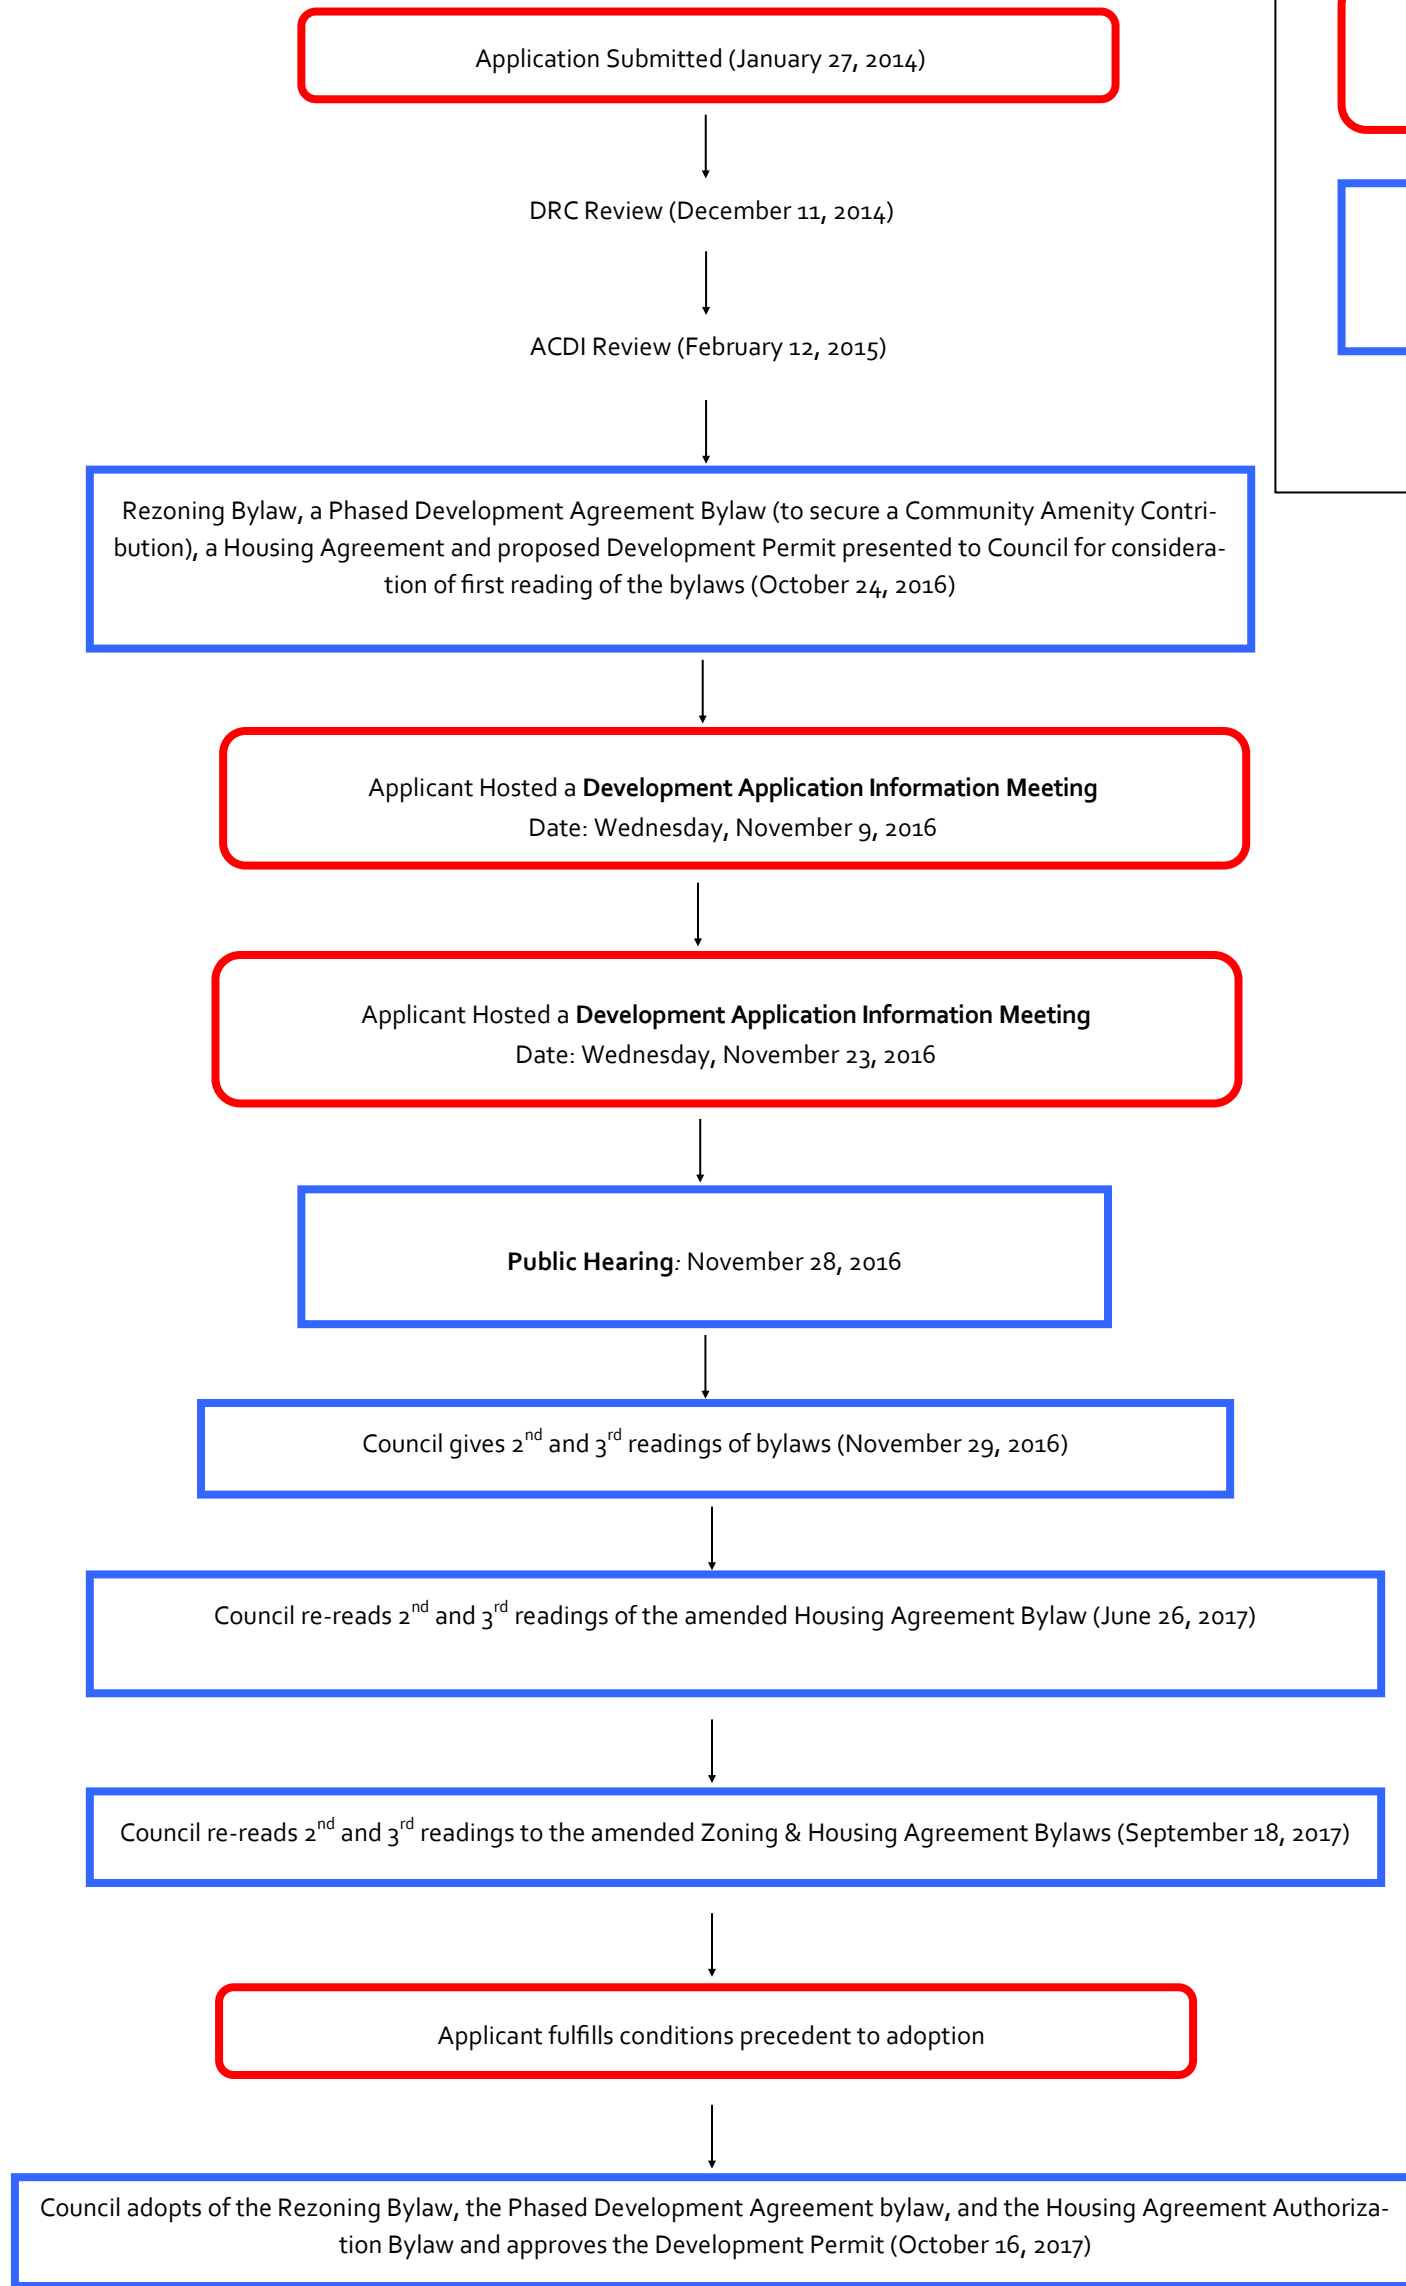 Application Submitted (January 27, 2014)
DRC Review (December 11, 2014)
ACDI Review (February 12, 2015)
Rezoning Bylaw, a Phased Development Agreement Bylaw (to secure a Community Amenity Contri-
bution), a Housing Agreement and proposed Development Permit presented to Council for considera-
tion of first reading of the bylaws (October 24, 2016)
Applicant Hosted a Development Application Information Meeting
Date: Wednesday, November 9, 2016
Applicant Hosted a Development Application Information Meeting
Date: Wednesday, November 23, 2016
Public Hearing: November 28, 2016
Council gives 2nd and 3rd readings of bylaws (November 29, 2016)
Council re-reads 2nd and 3rd readings of the amended Housing Agreement Bylaw (June 26, 2017)
Council re-reads 2nd and 3rd readings to the amended Zoning & Housing Agreement Bylaws (September 18, 2017)
Applicant fulfills conditions precedent to adoption
Council adopts of the Rezoning Bylaw, the Phased Development Agreement bylaw, and the Housing Agreement Authoriza-
tion Bylaw and approves the Development Permit (October 16, 2017)